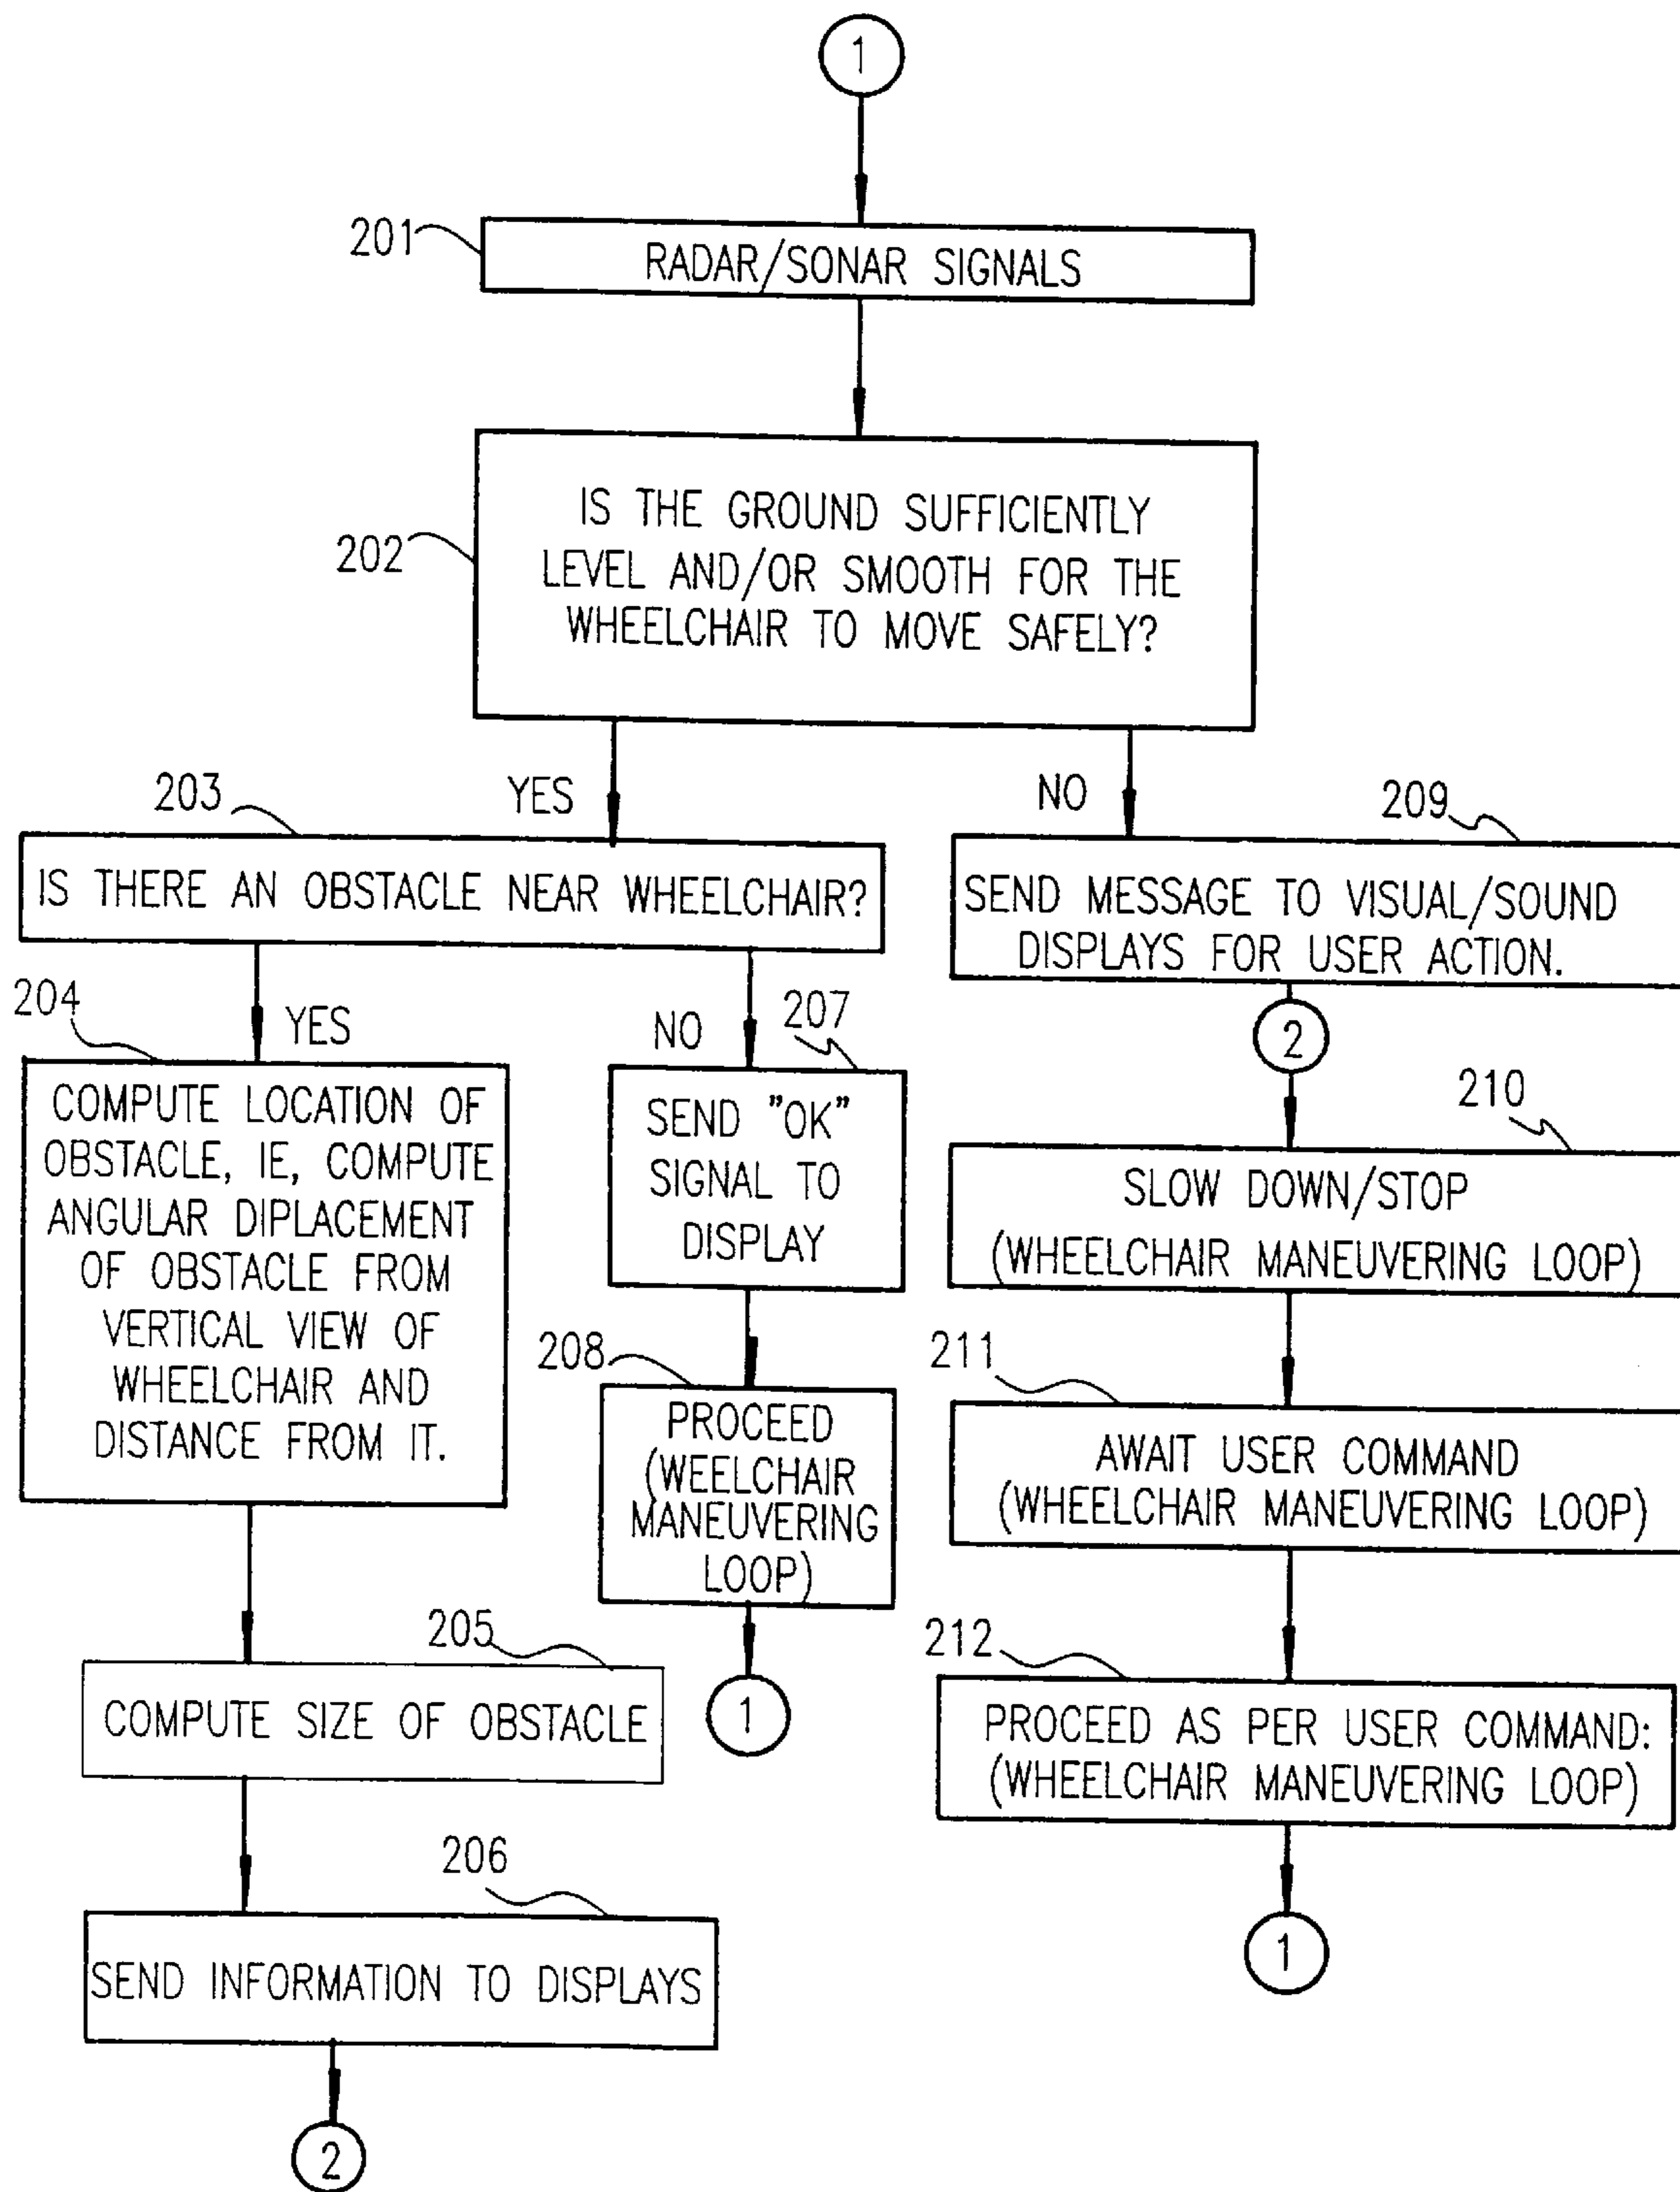 1
201
RADAR/SONAR SIGNALS
202
IS THE GROUND SUFFICIENTLY
LEVEL AND/OR SMOOTH FOR THE
WHEELCHAIR TO MOVE SAFELY?
YES
NO
203
IS THERE AN OBSTACLE NEAR WHEELCHAIR?
209
SEND MESSAGE TO VISUAL/SOUND
DISPLAYS FOR USER ACTION.
2
204
YES
COMPUTE LOCATION OF
OBSTACLE, IE, COMPUTE
ANGULAR DIPLACEMENT
OF OBSTACLE FROM
VERTICAL VIEW OF
WHEELCHAIR AND
DISTANCE FROM IT.
NO
207
SEND "OK"
SIGNAL TO
DISPLAY
208
PROCEED
(WEELCHAIR
MANEUVERING
LOOP)
1
210
SLOW DOWN/STOP
(WHEELCHAIR MANEUVERING LOOP)
211
AWAIT USER COMMAND
(WHEELCHAIR MANEUVERING LOOP)
212
PROCEED AS PER USER COMMAND:
(WHEELCHAIR MANEUVERING LOOP)
1
205
COMPUTE SIZE OF OBSTACLE
206
SEND INFORMATION TO DISPLAYS
2